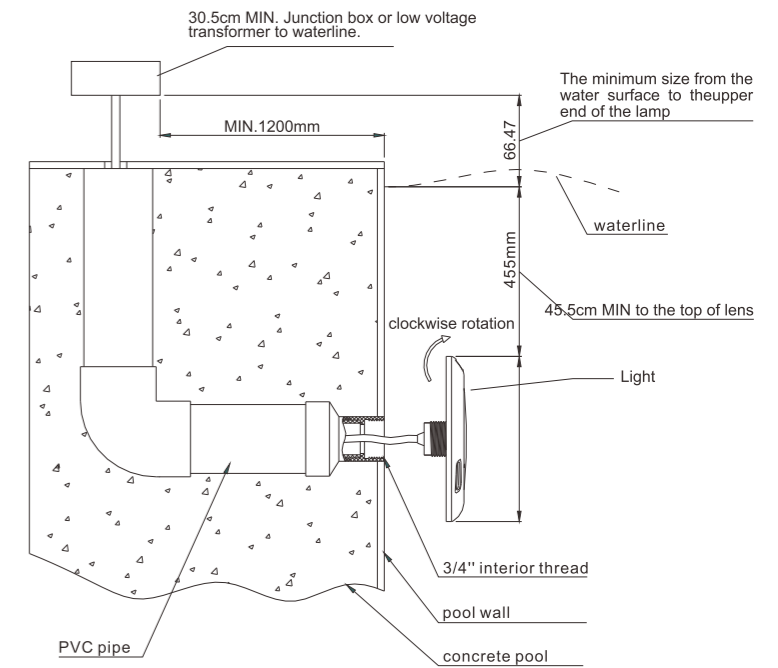 30.5cm MIN. Junction box or low voltage
transformer to waterline.
The minimum size from the
water surface to theupper
end of the lamp
MIN.1200mm
66.47
waterline
455mm
45.5cm MIN to the top of lens
clockwise rotation
Light
3/4" interior thread
pool wall
PVC pipe
concrete pool